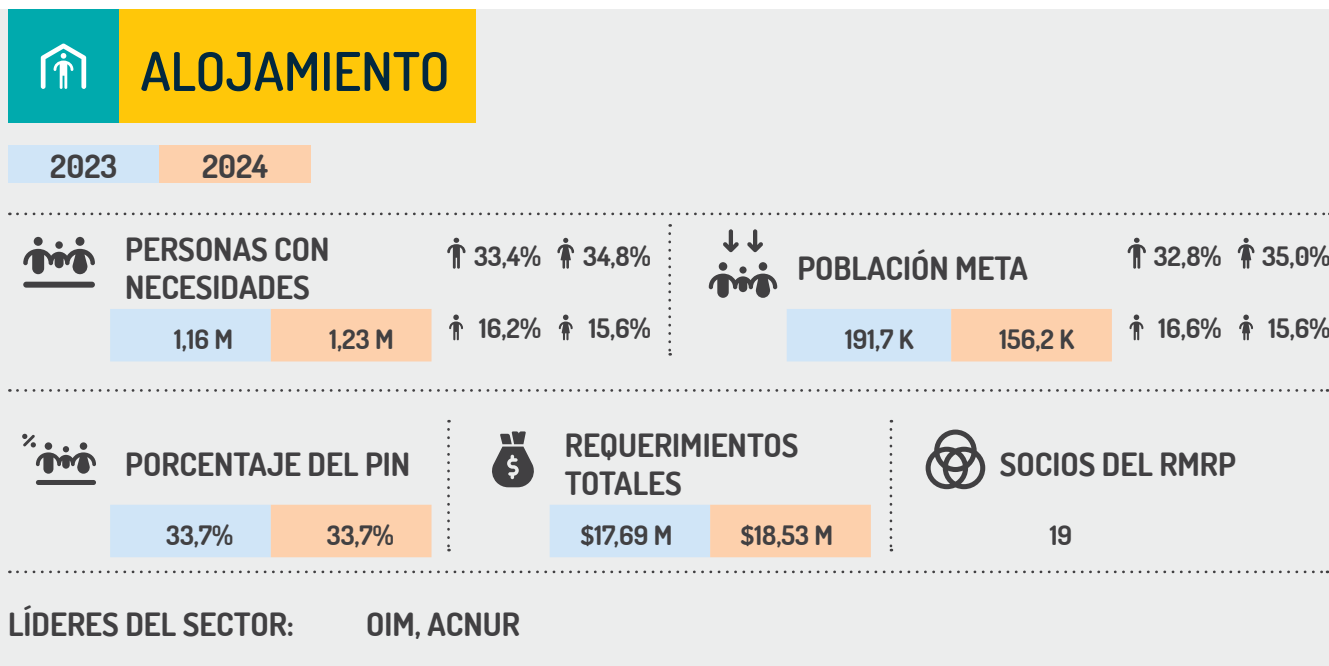 ALOJAMIENTO
2023 2024
PERSONAS CON
NECESIDADES
33,4% 34,8%
1,16 M 1,23 M
16,2% 15,6%
POBLACIÓN META
32,8% 35,0%
191,7 K 156,2 K
16,6% 15,6%
%
PORCENTAJE DEL PIN
33,7% 33,7%
$
REQUERIMIENTOS
TOTALES
$17,69 M $18,53 M
SOCIOS DEL RMRP
19
LÍDERES DEL SECTOR: OIM, ACNUR